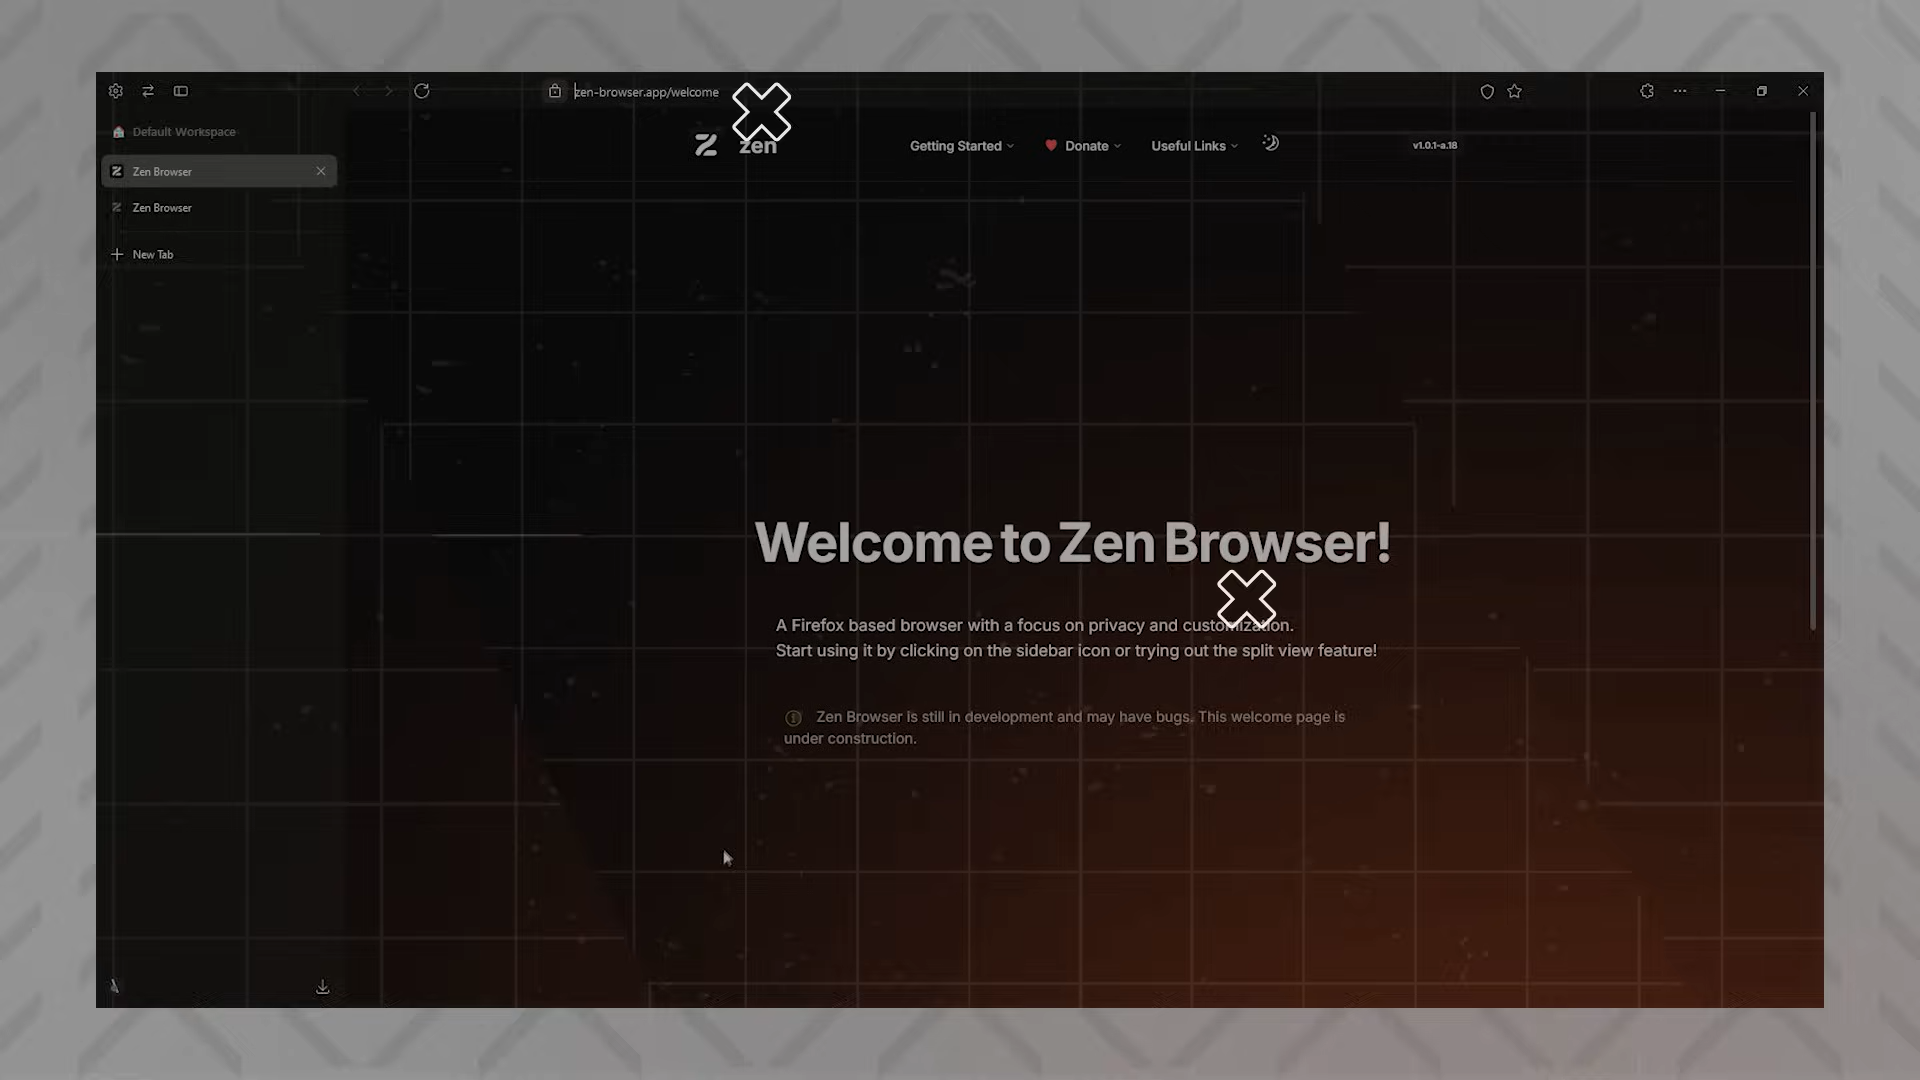 zen-browser.app/welcome
Default Workspace
Zen Browser
Zen Browser
New Tab
zen
Getting Started
Donate
Useful Links
v1.0.1-a.18
Welcome to Zen Browser!
A Firefox based browser with a focus on privacy and customization.
Start using it by clicking on the sidebar icon or trying out the split view feature!
Zen Browser is still in development and may have bugs. This welcome page is
under construction.